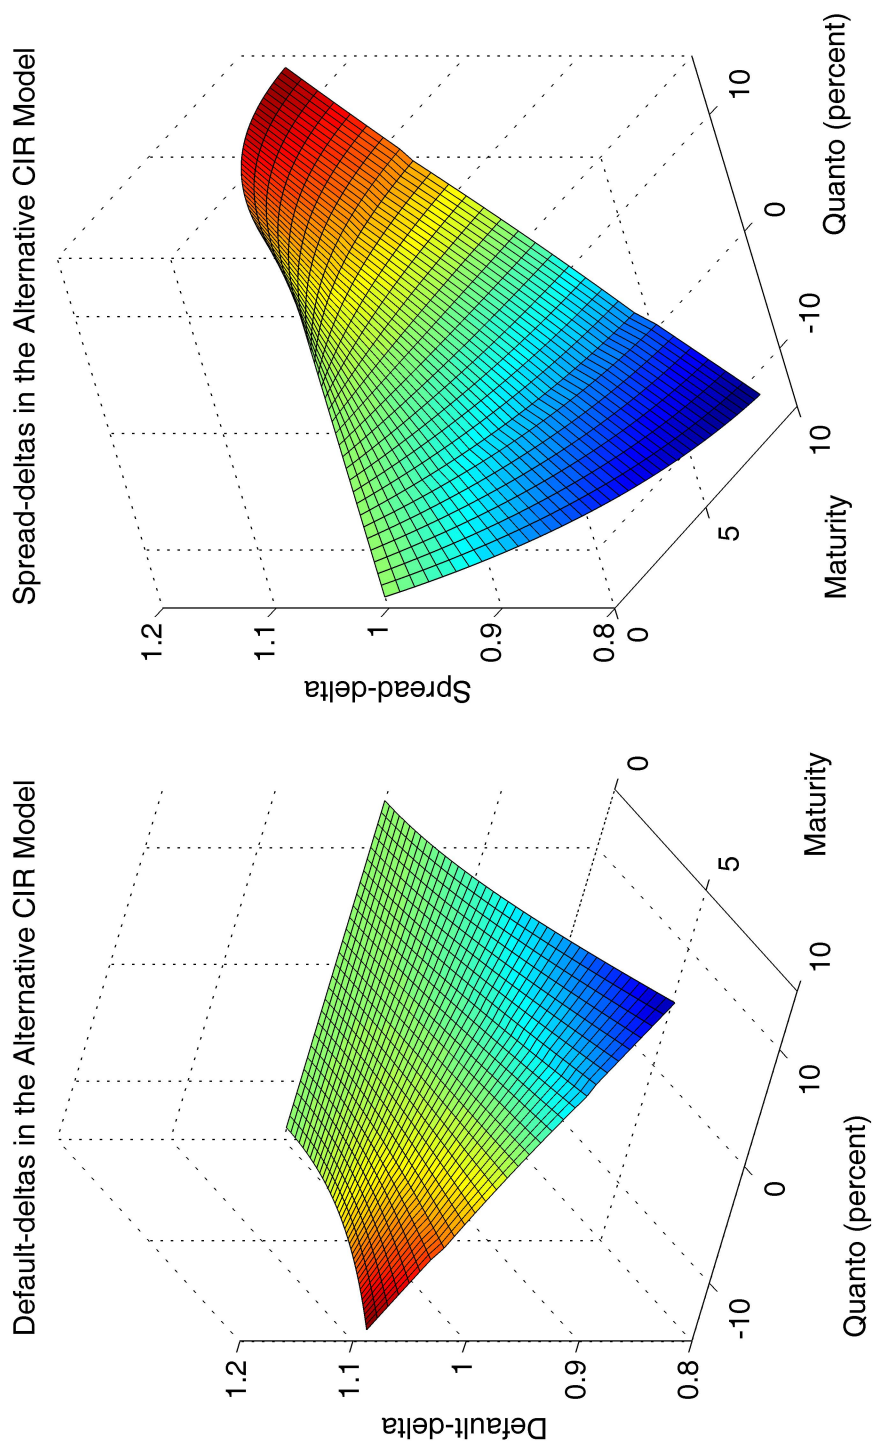 Default-deltas in the Alternative CIR Model
1.2
1.1
1
0.9
0.8
Default-delta
-10
0
10
Quanto (percent)
10
5
0
Maturity
Spread-deltas in the Alternative CIR Model
1.2
1.1
1
0.9
0.8
Spread-delta
0
5
10
Maturity
-10
0
10
Quanto (percent)